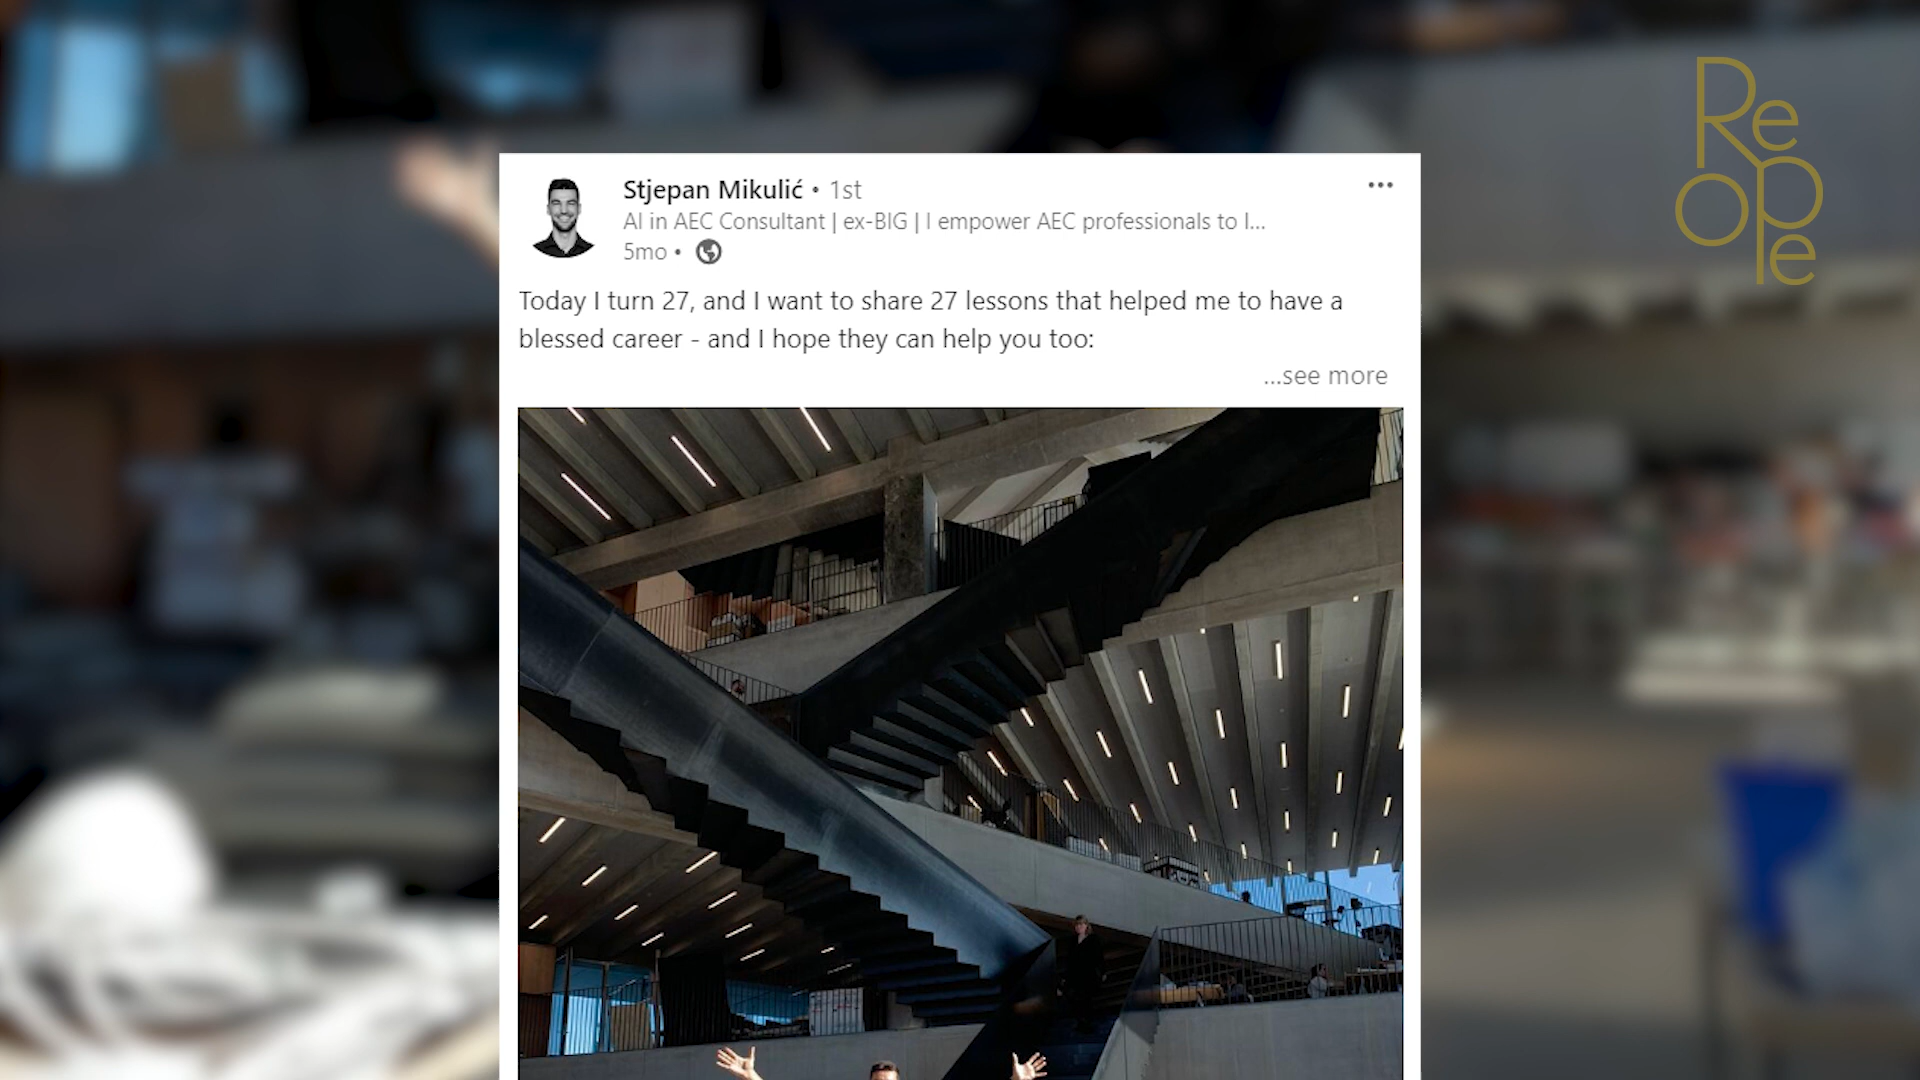 Stjepan Mikulić • 1st
AI in AEC Consultant | ex-BIG | I empower AEC professionals to l...
5mo •
Today I turn 27, and I want to share 27 lessons that helped me to have a
blessed career - and I hope they can help you too:
...see more
Re
ople